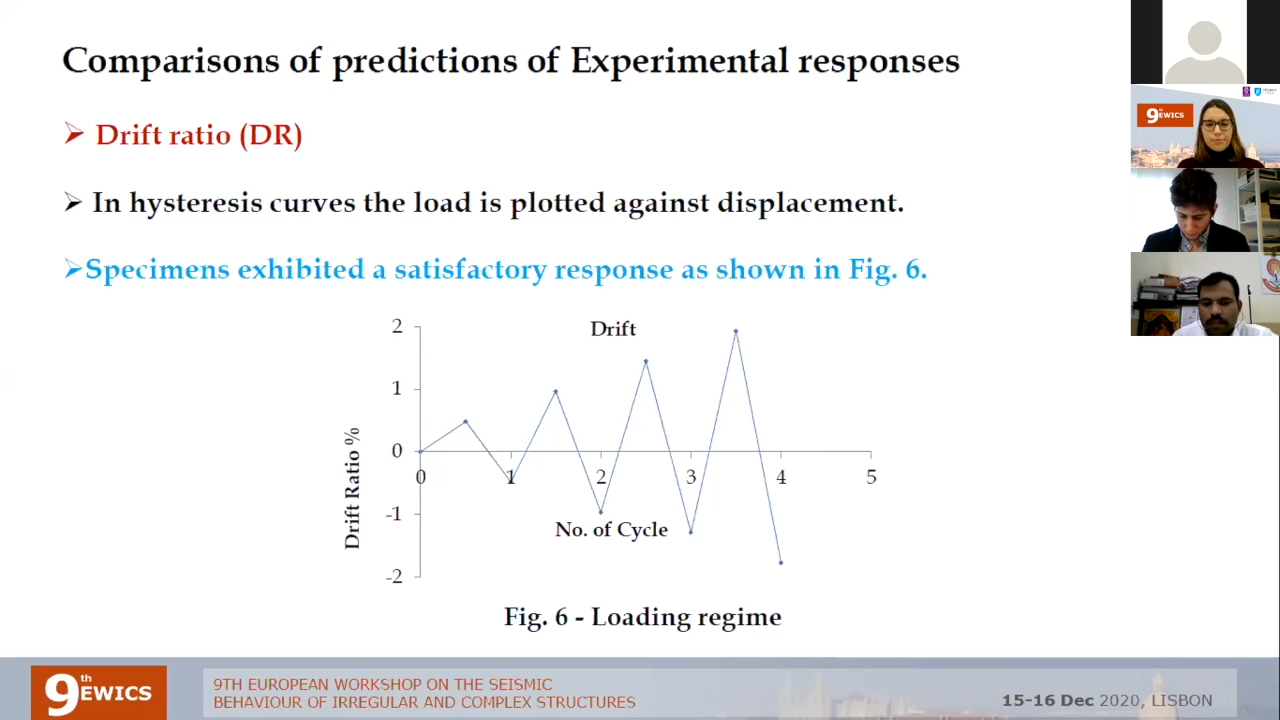 Comparisons of predictions of Experimental responses
Drift ratio (DR)
In hysteresis curves the load is plotted against displacement.
Specimens exhibited a satisfactory response as shown in Fig. 6.
Drift
2
1
0
-1
-2
Drift Ratio %
0 1 2 3 4 5
No. of Cycle
Fig. 6 - Loading regime
9th EWICS
9TH EUROPEAN WORKSHOP ON THE SEISMIC
BEHAVIOUR OF IRREGULAR AND COMPLEX STRUCTURES
15-16 Dec 2020, LISBON
9th EWICS